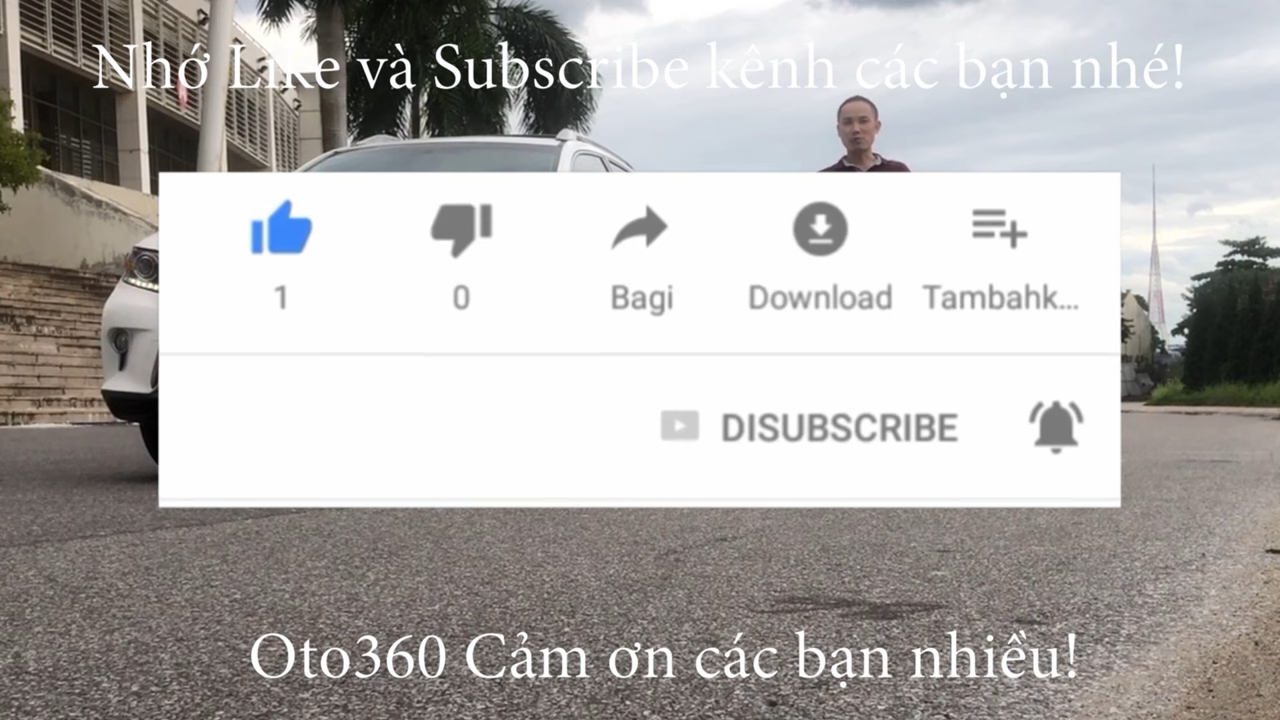 Nhớ Like và Subscribe kênh các bạn nhé!
1 0 Bagi Download Tambahk...
DISUBSCRIBE
Oto360 Cảm ơn các bạn nhiều!